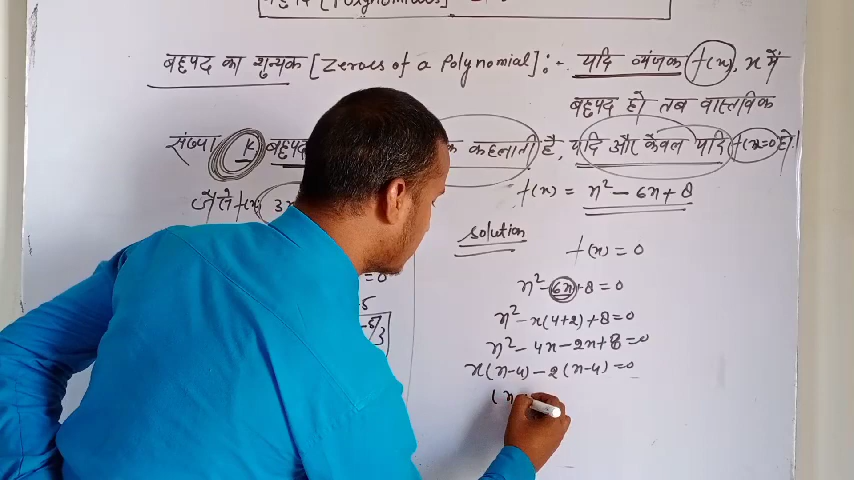 [Polynomials]
बहुपद का शुन्यक [Zeroes of a Polynomial] :- यदि व्यंजक f(x), x में
बहुपद हो तब वास्तविक
संख्या K बहुपद कहलाती है, यदि और केवल यदि f(x=0) हो।
जैसे f(x)
f(x) = x² - 6x + 8
Solution
f(x) = 0
x² - 6x + 8 = 0
x² - x(4+2) + 8 = 0
x² - 4x - 2x + 8 = 0
x(x-4) - 2(x-4) = 0
(x